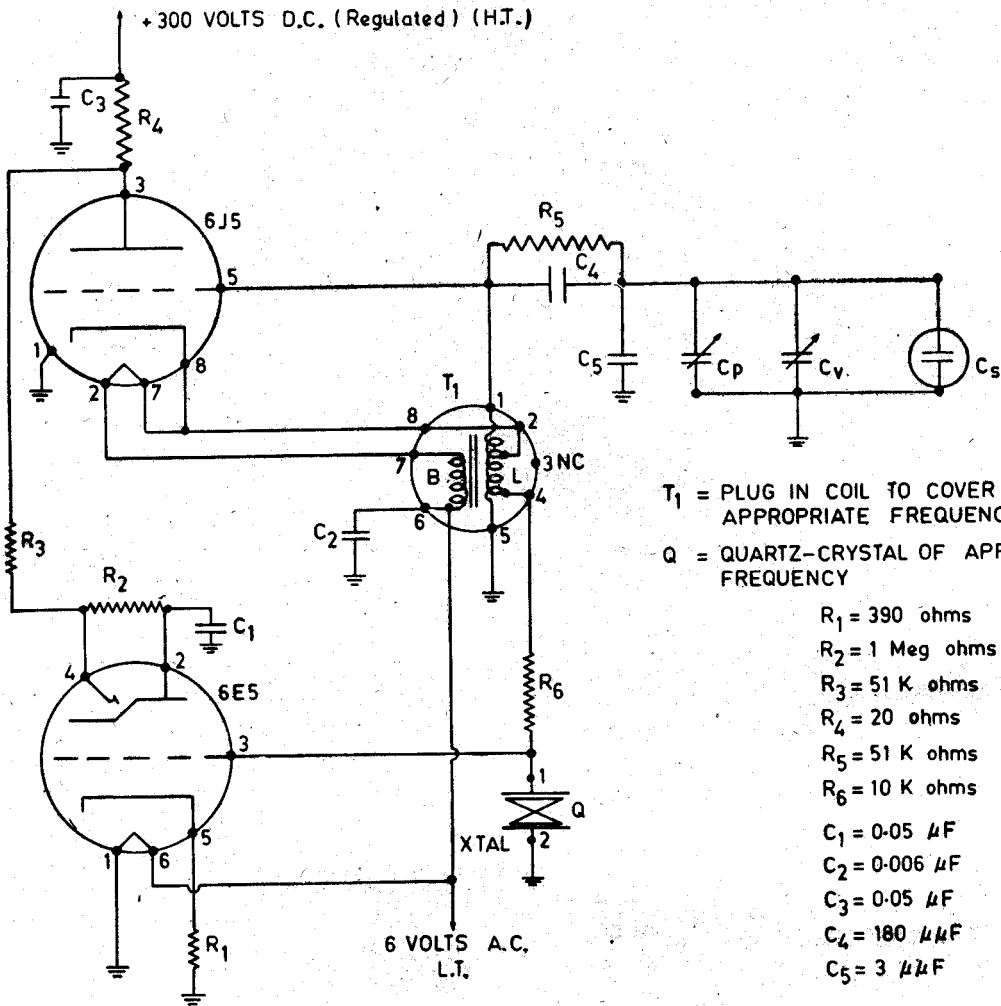 +300 VOLTS D.C. (Regulated) (H.T.)
C3
R4
3
6J5
5
1
2
7
8
R5
C4
C5
Cp
Cv.
Cs
T1
1
8
2
7
B
L
3NC
6
4
5
C2
R3
R2
C1
4
2
6E5
3
R6
1
Q
XTAL
2
1
6
5
R1
6 VOLTS A.C.
L.T.
T1 = PLUG IN COIL TO COVER
APPROPRIATE FREQUENC
Q = QUARTZ-CRYSTAL OF APP
FREQUENCY
R1 = 390 ohms
R2 = 1 Meg ohms
R3 = 51 K ohms
R4 = 20 ohms
R5 = 51 K ohms
R6 = 10 K ohms
C1 = 0·05 µF
C2 = 0·006 µF
C3 = 0·05 µF
C4 = 180 µµF
C5 = 3 µµF